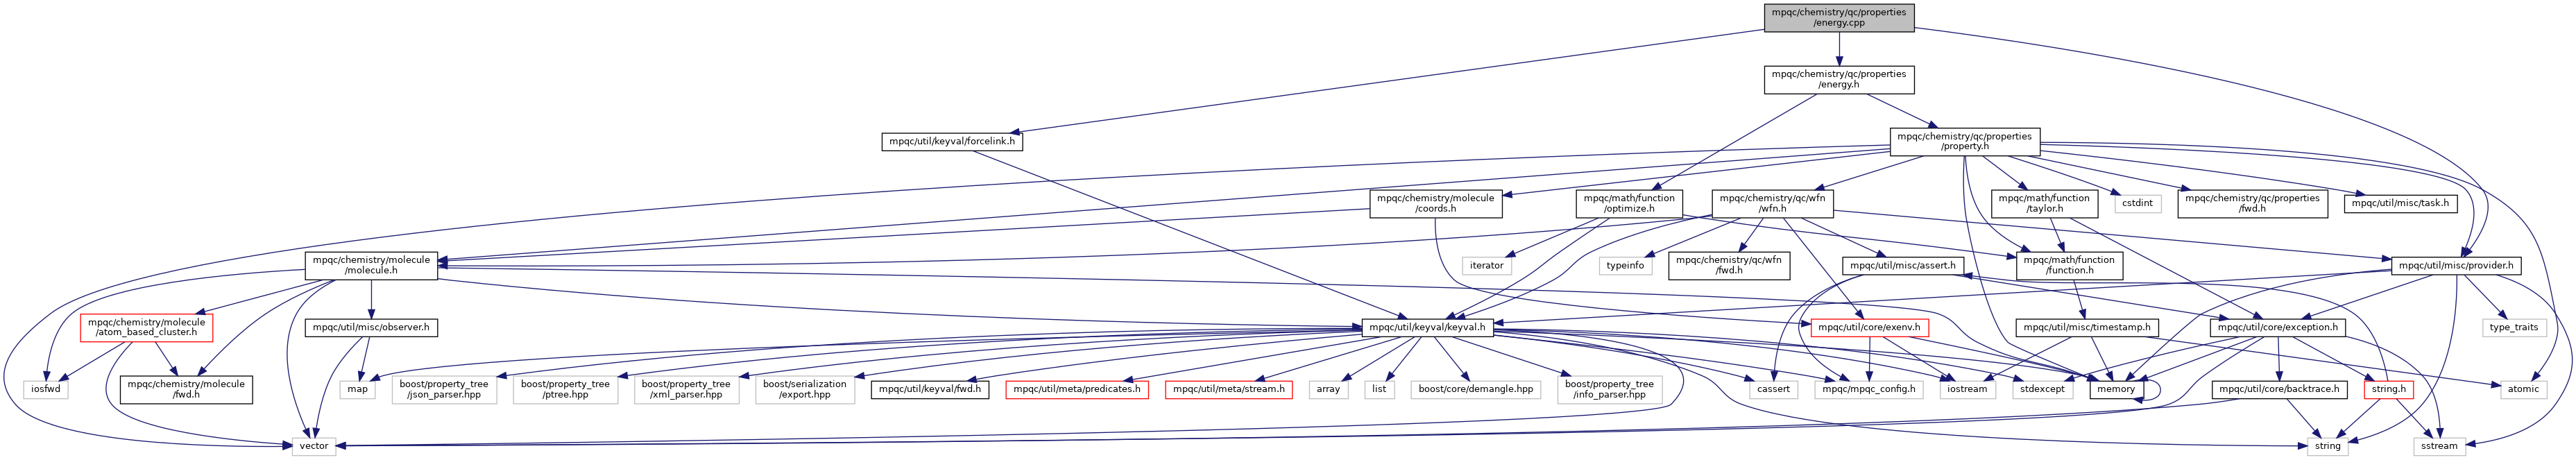 mpqc/chemistry/qc/properties
/energy.cpp
mpqc/chemistry/qc/properties
/energy.h
mpqc/util/keyval/forcelink.h
mpqc/chemistry/qc/properties
/property.h
mpqc/chemistry/molecule
/coords.h
mpqc/math/function
/optimize.h
mpqc/chemistry/qc/wfn
/wfn.h
mpqc/math/function
/taylor.h
cstdint
mpqc/chemistry/qc/properties
/fwd.h
mpqc/util/misc/task.h
mpqc/chemistry/molecule
/molecule.h
iterator
typeinfo
mpqc/chemistry/qc/wfn
/fwd.h
mpqc/util/misc/assert.h
mpqc/math/function
/function.h
mpqc/util/misc/provider.h
mpqc/chemistry/molecule
/atom_based_cluster.h
mpqc/util/misc/observer.h
mpqc/util/keyval/keyval.h
mpqc/util/core/exenv.h
mpqc/util/misc/timestamp.h
mpqc/util/core/exception.h
type_traits
iosfwd
mpqc/chemistry/molecule
/fwd.h
map
boost/property_tree
/json_parser.hpp
boost/property_tree
/ptree.hpp
boost/property_tree
/xml_parser.hpp
boost/serialization
/export.hpp
mpqc/util/keyval/fwd.h
mpqc/util/meta/predicates.h
mpqc/util/meta/stream.h
array
list
boost/core/demangle.hpp
boost/property_tree
/info_parser.hpp
cassert
mpqc/mpqc_config.h
iostream
stdexcept
memory
mpqc/util/core/backtrace.h
string.h
atomic
vector
string
sstream